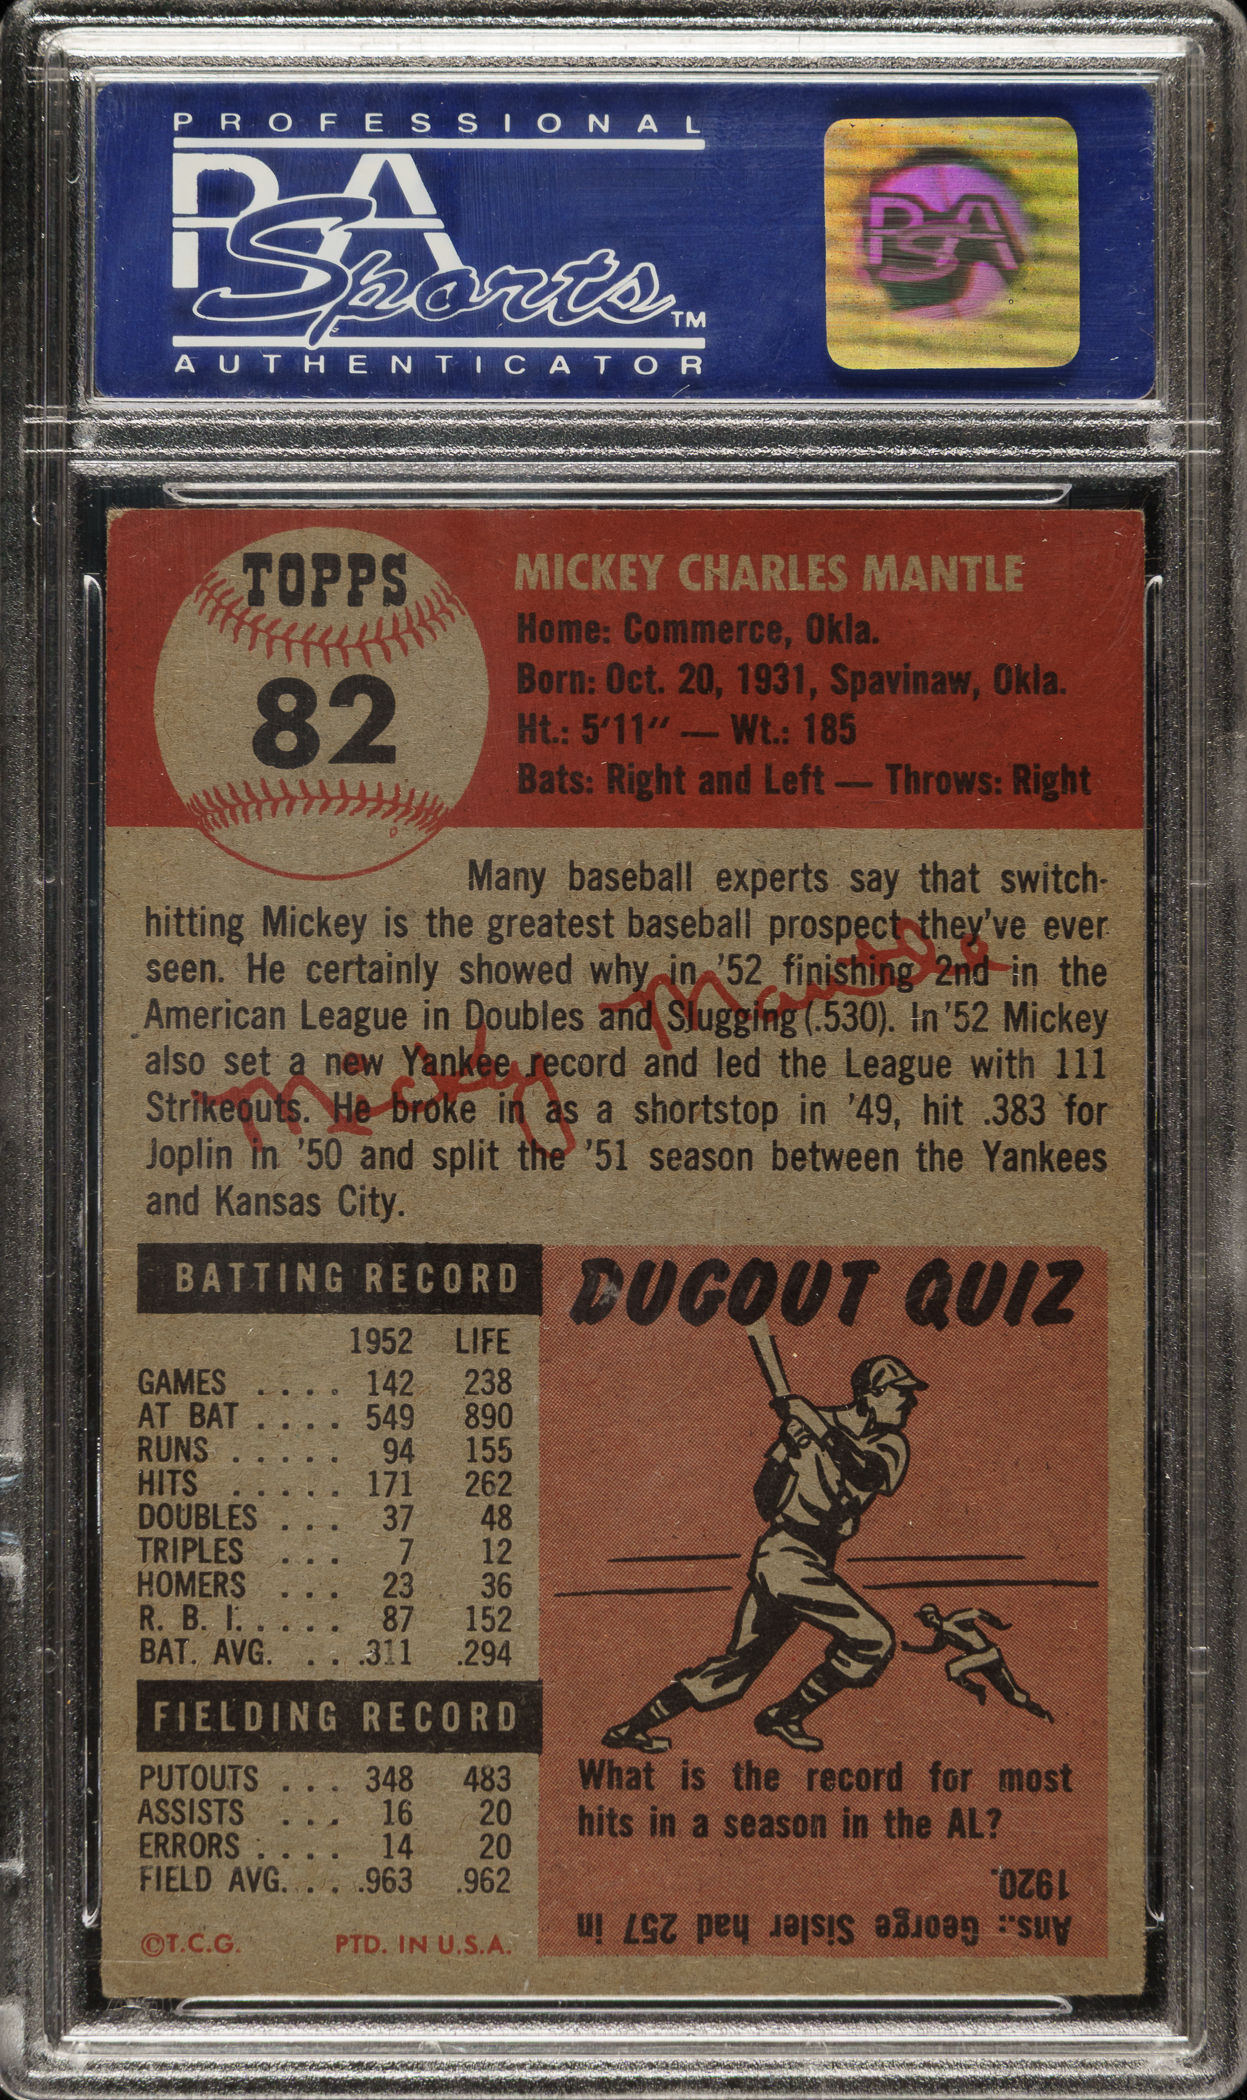 PROFESSIONAL
PSA
Sports™
AUTHENTICATOR
PSA
TOPPS
82
MICKEY CHARLES MANTLE
Home: Commerce, Okla.
Born: Oct. 20, 1931, Spavinaw, Okla.
Ht.: 5'11" — Wt.: 185
Bats: Right and Left — Throws: Right
Many baseball experts say that switch-
hitting Mickey is the greatest baseball prospect they've ever
seen. He certainly showed why in '52 finishing 2nd in the
American League in Doubles and Slugging (.530). In '52 Mickey
also set a new Yankee record and led the League with 111
Strikeouts. He broke in as a shortstop in '49, hit .383 for
Joplin in '50 and split the '51 season between the Yankees
and Kansas City.
Mickey Mantle
BATTING RECORD
1952 LIFE
GAMES . . . . 142 238
AT BAT . . . . 549 890
RUNS . . . . . 94 155
HITS . . . . . 171 262
DOUBLES . . . 37 48
TRIPLES . . . 7 12
HOMERS . . . 23 36
R. B. I. . . . . 87 152
BAT. AVG. . . .311 .294
FIELDING RECORD
PUTOUTS . . . 348 483
ASSISTS . . . 16 20
ERRORS . . . . 14 20
FIELD AVG. . . .963 .962
©T.C.G. PTD. IN U.S.A.
DUGOUT QUIZ
What is the record for most
hits in a season in the AL?
Ans.: George Sisler had 257 in
1920.